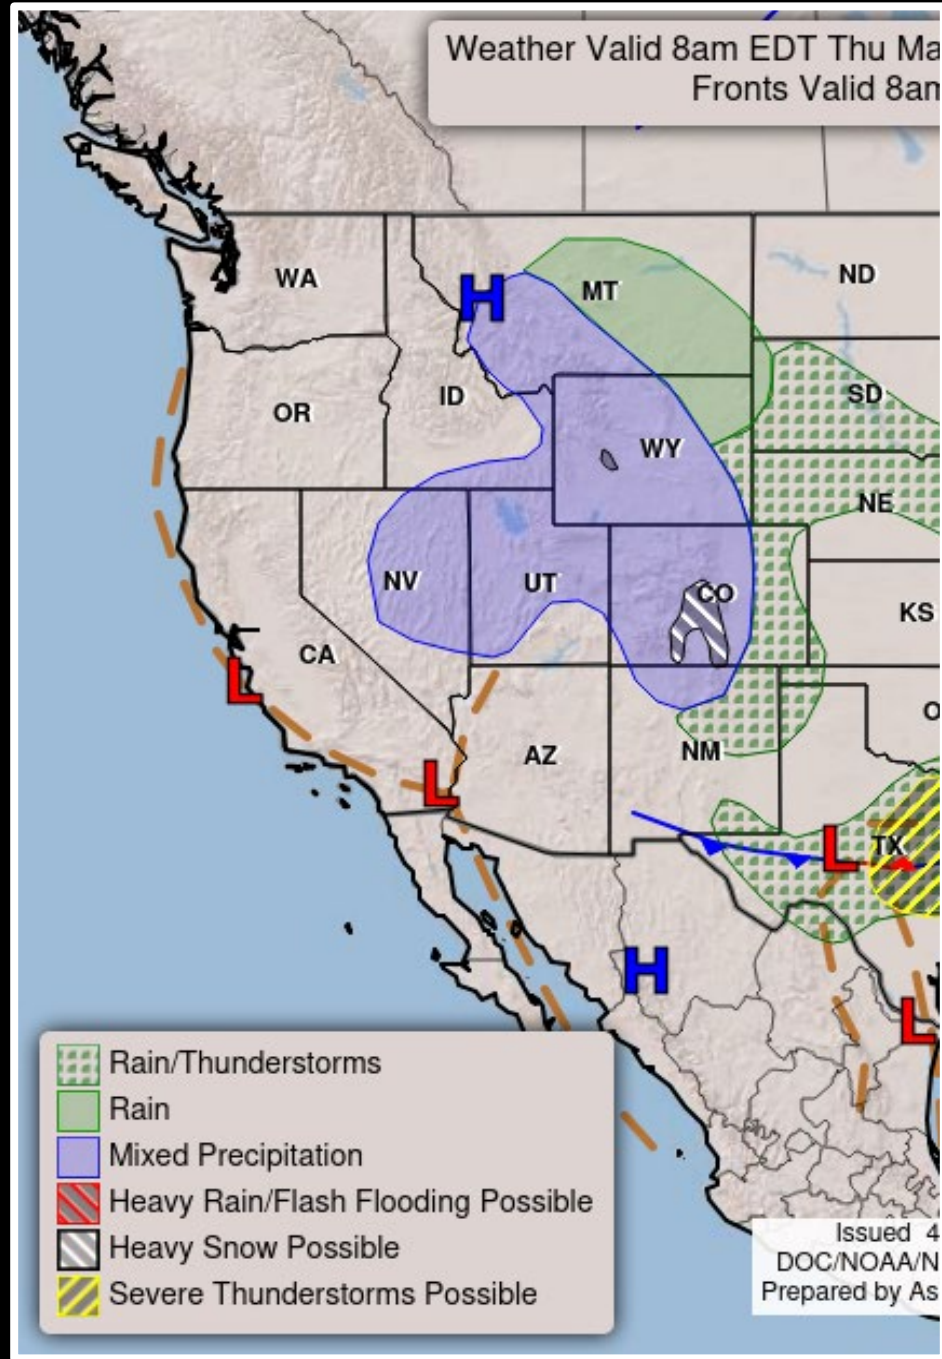 Weather Valid 8am EDT Thu Ma
Fronts Valid 8am
WA
H
MT
ND
ID
SD
OR
WY
NE
NV
UT
CO
KS
CA
L
O
AZ
NM
L
L
TX
H
L
Rain/Thunderstorms
Rain
Mixed Precipitation
Heavy Rain/Flash Flooding Possible
Heavy Snow Possible
Severe Thunderstorms Possible
Issued 4
DOC/NOAA/N
Prepared by As